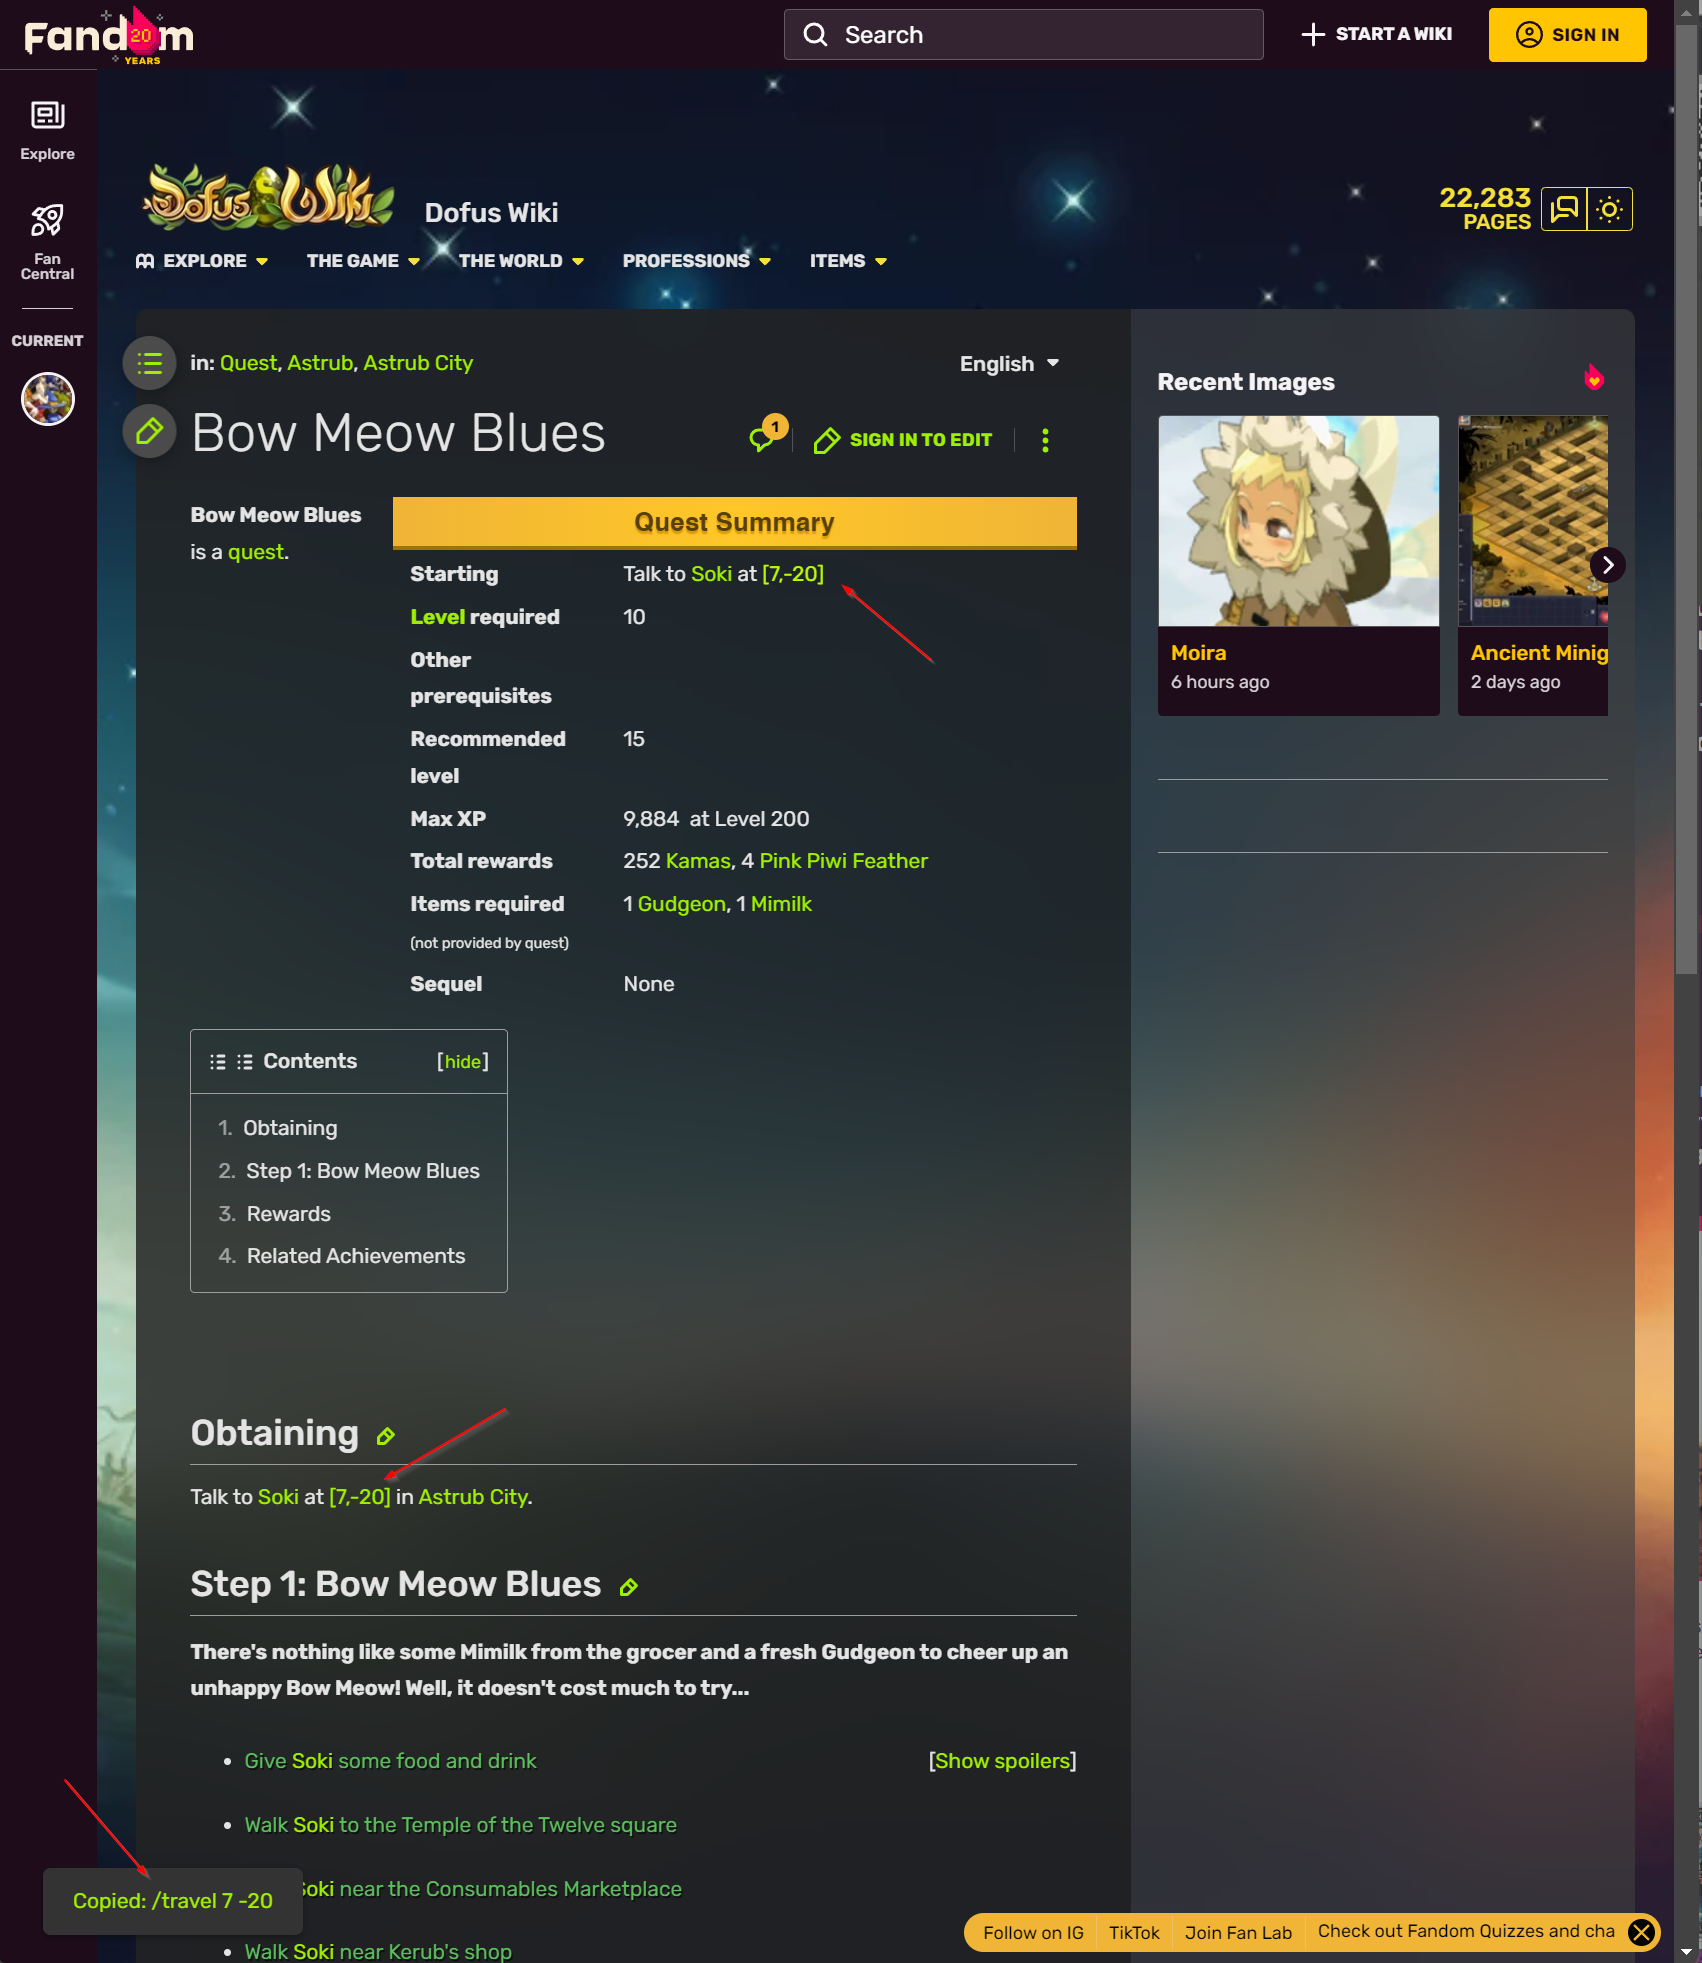 Fandom
20
YEARS
Search
START A WIKI
SIGN IN
Explore
Fan
Central
CURRENT
Dofus Wiki
Dofus Wiki
22,283
PAGES
EXPLORE
THE GAME
THE WORLD
PROFESSIONS
ITEMS
in: Quest, Astrub, Astrub City
English
Bow Meow Blues
1
SIGN IN TO EDIT
Bow Meow Blues
is a quest.
Quest Summary
Starting Talk to Soki at [7,-20]
Level required 10
Other
prerequisites
Recommended 15
level
Max XP 9,884 at Level 200
Total rewards 252 Kamas, 4 Pink Piwi Feather
Items required 1 Gudgeon, 1 Mimilk
(not provided by quest)
Sequel None
Contents [hide]
1. Obtaining
2. Step 1: Bow Meow Blues
3. Rewards
4. Related Achievements
Obtaining
Talk to Soki at [7,-20] in Astrub City.
Step 1: Bow Meow Blues
There's nothing like some Mimilk from the grocer and a fresh Gudgeon to cheer up an
unhappy Bow Meow! Well, it doesn't cost much to try...
• Give Soki some food and drink [Show spoilers]
• Walk Soki to the Temple of the Twelve square
Soki near the Consumables Marketplace
• Walk Soki near Kerub's shop
Copied: /travel 7 -20
Recent Images
Moira
6 hours ago
Ancient Minig
2 days ago
Follow on IG
TikTok
Join Fan Lab
Check out Fandom Quizzes and cha